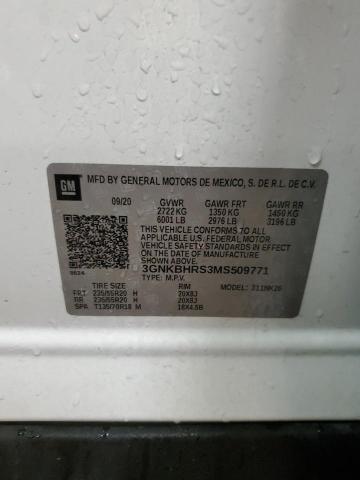 GM
MFD BY GENERAL MOTORS DE MEXICO, S. DE R.L. DE C.V.
09/20 GVWR GAWR FRT GAWR RR
2722 KG 1350 KG 1450 KG
6001 LB 2976 LB 3196 LB
THIS VEHICLE CONFORMS TO ALL APPLICABLE U.S. FEDERAL MOTOR VEHICLE SAFETY STANDARDS IN EFFECT ON THE DATE OF MANUFACTURE SHOWN ABOVE.
3GNKBHRS3MS509771
TYPE: M.P.V.
TIRE SIZE RIM MODEL:
FRT 235/55R20 H 20X8J
RR 235/55R20 H 20X8J
SPA T135/70R18 M 18X4.5B